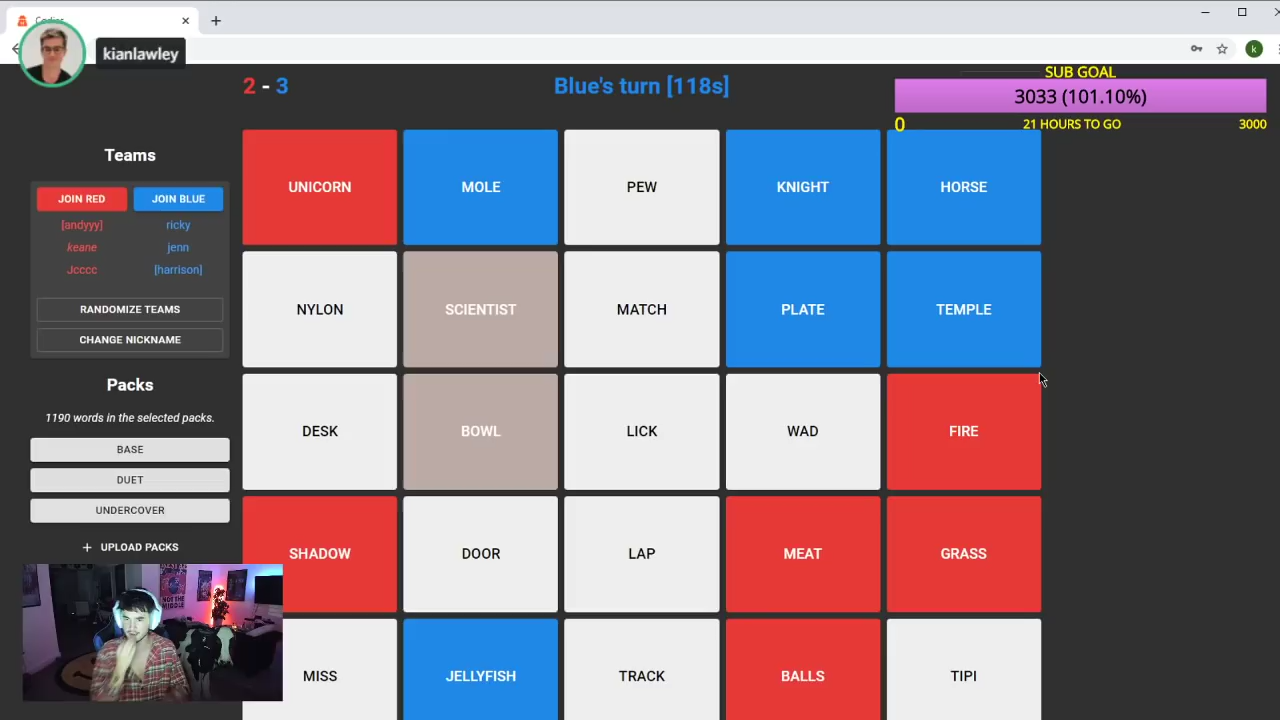 kianlawley
2 - 3
Blue's turn [118s]
SUB GOAL
3033 (101.10%)
0
21 HOURS TO GO
3000
Teams
JOIN RED
JOIN BLUE
[andyyy]
ricky
keane
jenn
Jcccc
[harrison]
RANDOMIZE TEAMS
CHANGE NICKNAME
Packs
1190 words in the selected packs.
BASE
DUET
UNDERCOVER
+ UPLOAD PACKS
UNICORN
MOLE
PEW
KNIGHT
HORSE
NYLON
SCIENTIST
MATCH
PLATE
TEMPLE
DESK
BOWL
LICK
WAD
FIRE
SHADOW
DOOR
LAP
MEAT
GRASS
MISS
JELLYFISH
TRACK
BALLS
TIPI
k